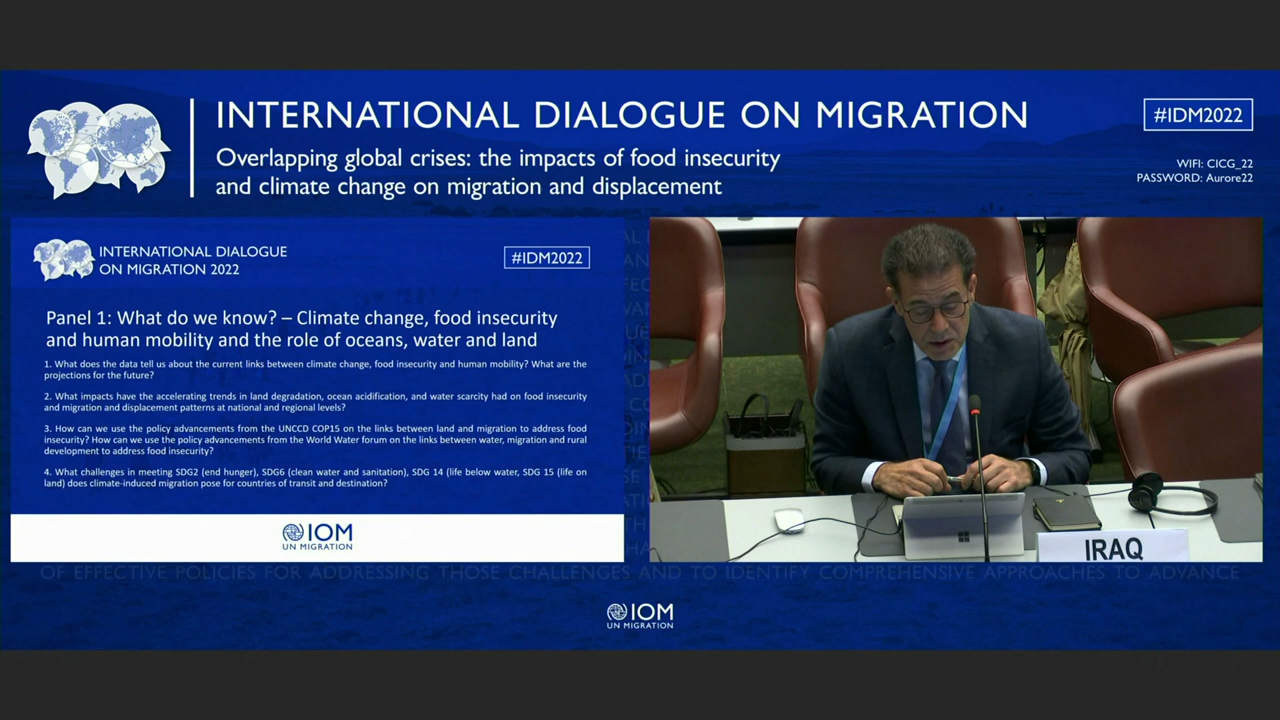 INTERNATIONAL DIALOGUE ON MIGRATION
Overlapping global crises: the impacts of food insecurity
and climate change on migration and displacement
#IDM2022
WIFI: CICG_22
PASSWORD: Aurore22
INTERNATIONAL DIALOGUE
ON MIGRATION 2022
#IDM2022
Panel 1: What do we know? – Climate change, food insecurity
and human mobility and the role of oceans, water and land
1. What does the data tell us about the current links between climate change, food insecurity and human mobility? What are the
projections for the future?
2. What impacts have the accelerating trends in land degradation, ocean acidification, and water scarcity had on food insecurity
and migration and displacement patterns at national and regional levels?
3. How can we use the policy advancements from the UNCCD COP15 on the links between land and migration to address food
insecurity? How can we use the policy advancements from the World Water forum on the links between water, migration and rural
development to address food insecurity?
4. What challenges in meeting SDG2 (end hunger), SDG6 (clean water and sanitation), SDG 14 (life below water, SDG 15 (life on
land) does climate-induced migration pose for countries of transit and destination?
IOM
UN MIGRATION
IRAQ
OF EFFECTIVE POLICIES FOR ADDRESSING THOSE CHALLENGES AND TO IDENTIFY COMPREHENSIVE APPROACHES TO ADVANCE
IOM
UN MIGRATION